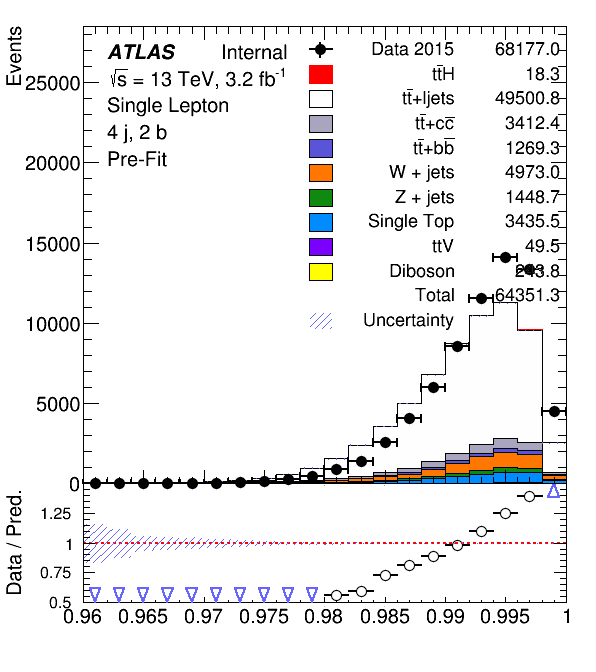 ATLAS Internal
√s = 13 TeV, 3.2 fb⁻¹
Single Lepton
4 j, 2 b
Pre-Fit
Data 2015 68177.0
tt̄H 18.3
tt̄+ljets 49500.8
tt̄+cc̄ 3412.4
tt̄+bb̄ 1269.3
W + jets 4973.0
Z + jets 1448.7
Single Top 3435.5
ttV 49.5
Diboson 243.8
Total 64351.3
Uncertainty
Events
25000
20000
15000
10000
5000
0
Data / Pred.
1.25
1
0.75
0.5
0.96 0.965 0.97 0.975 0.98 0.985 0.99 0.995 1